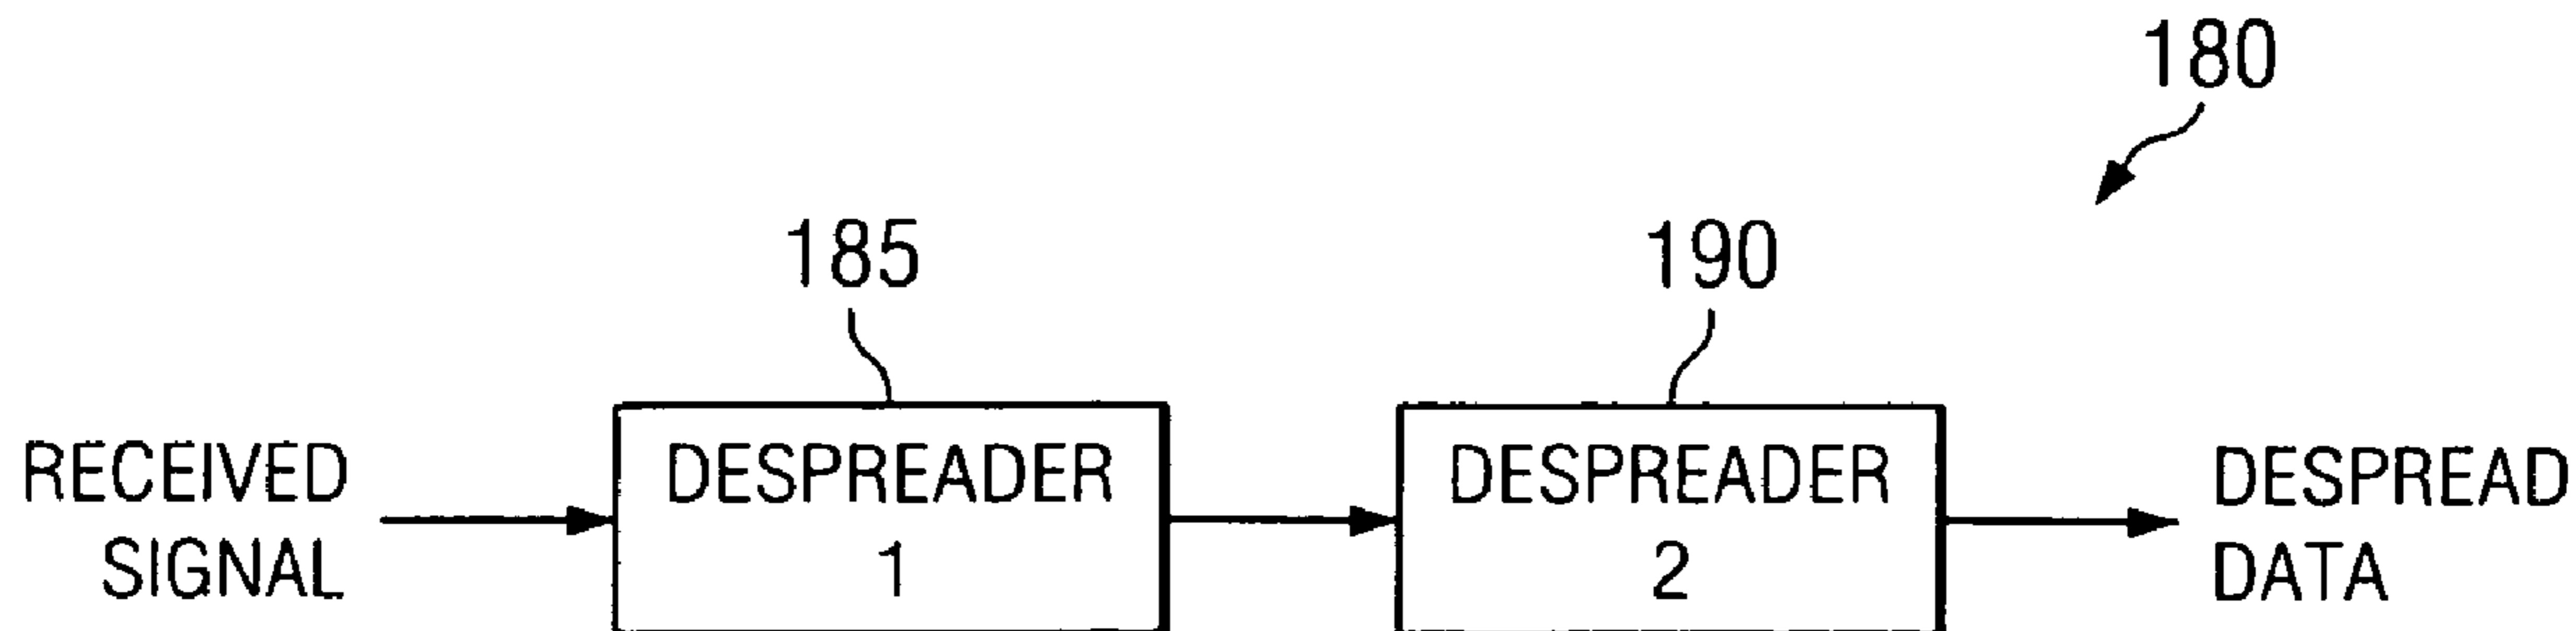 180
185
190
RECEIVED
SIGNAL
DESPREADER
1
DESPREADER
2
DESPREAD
DATA